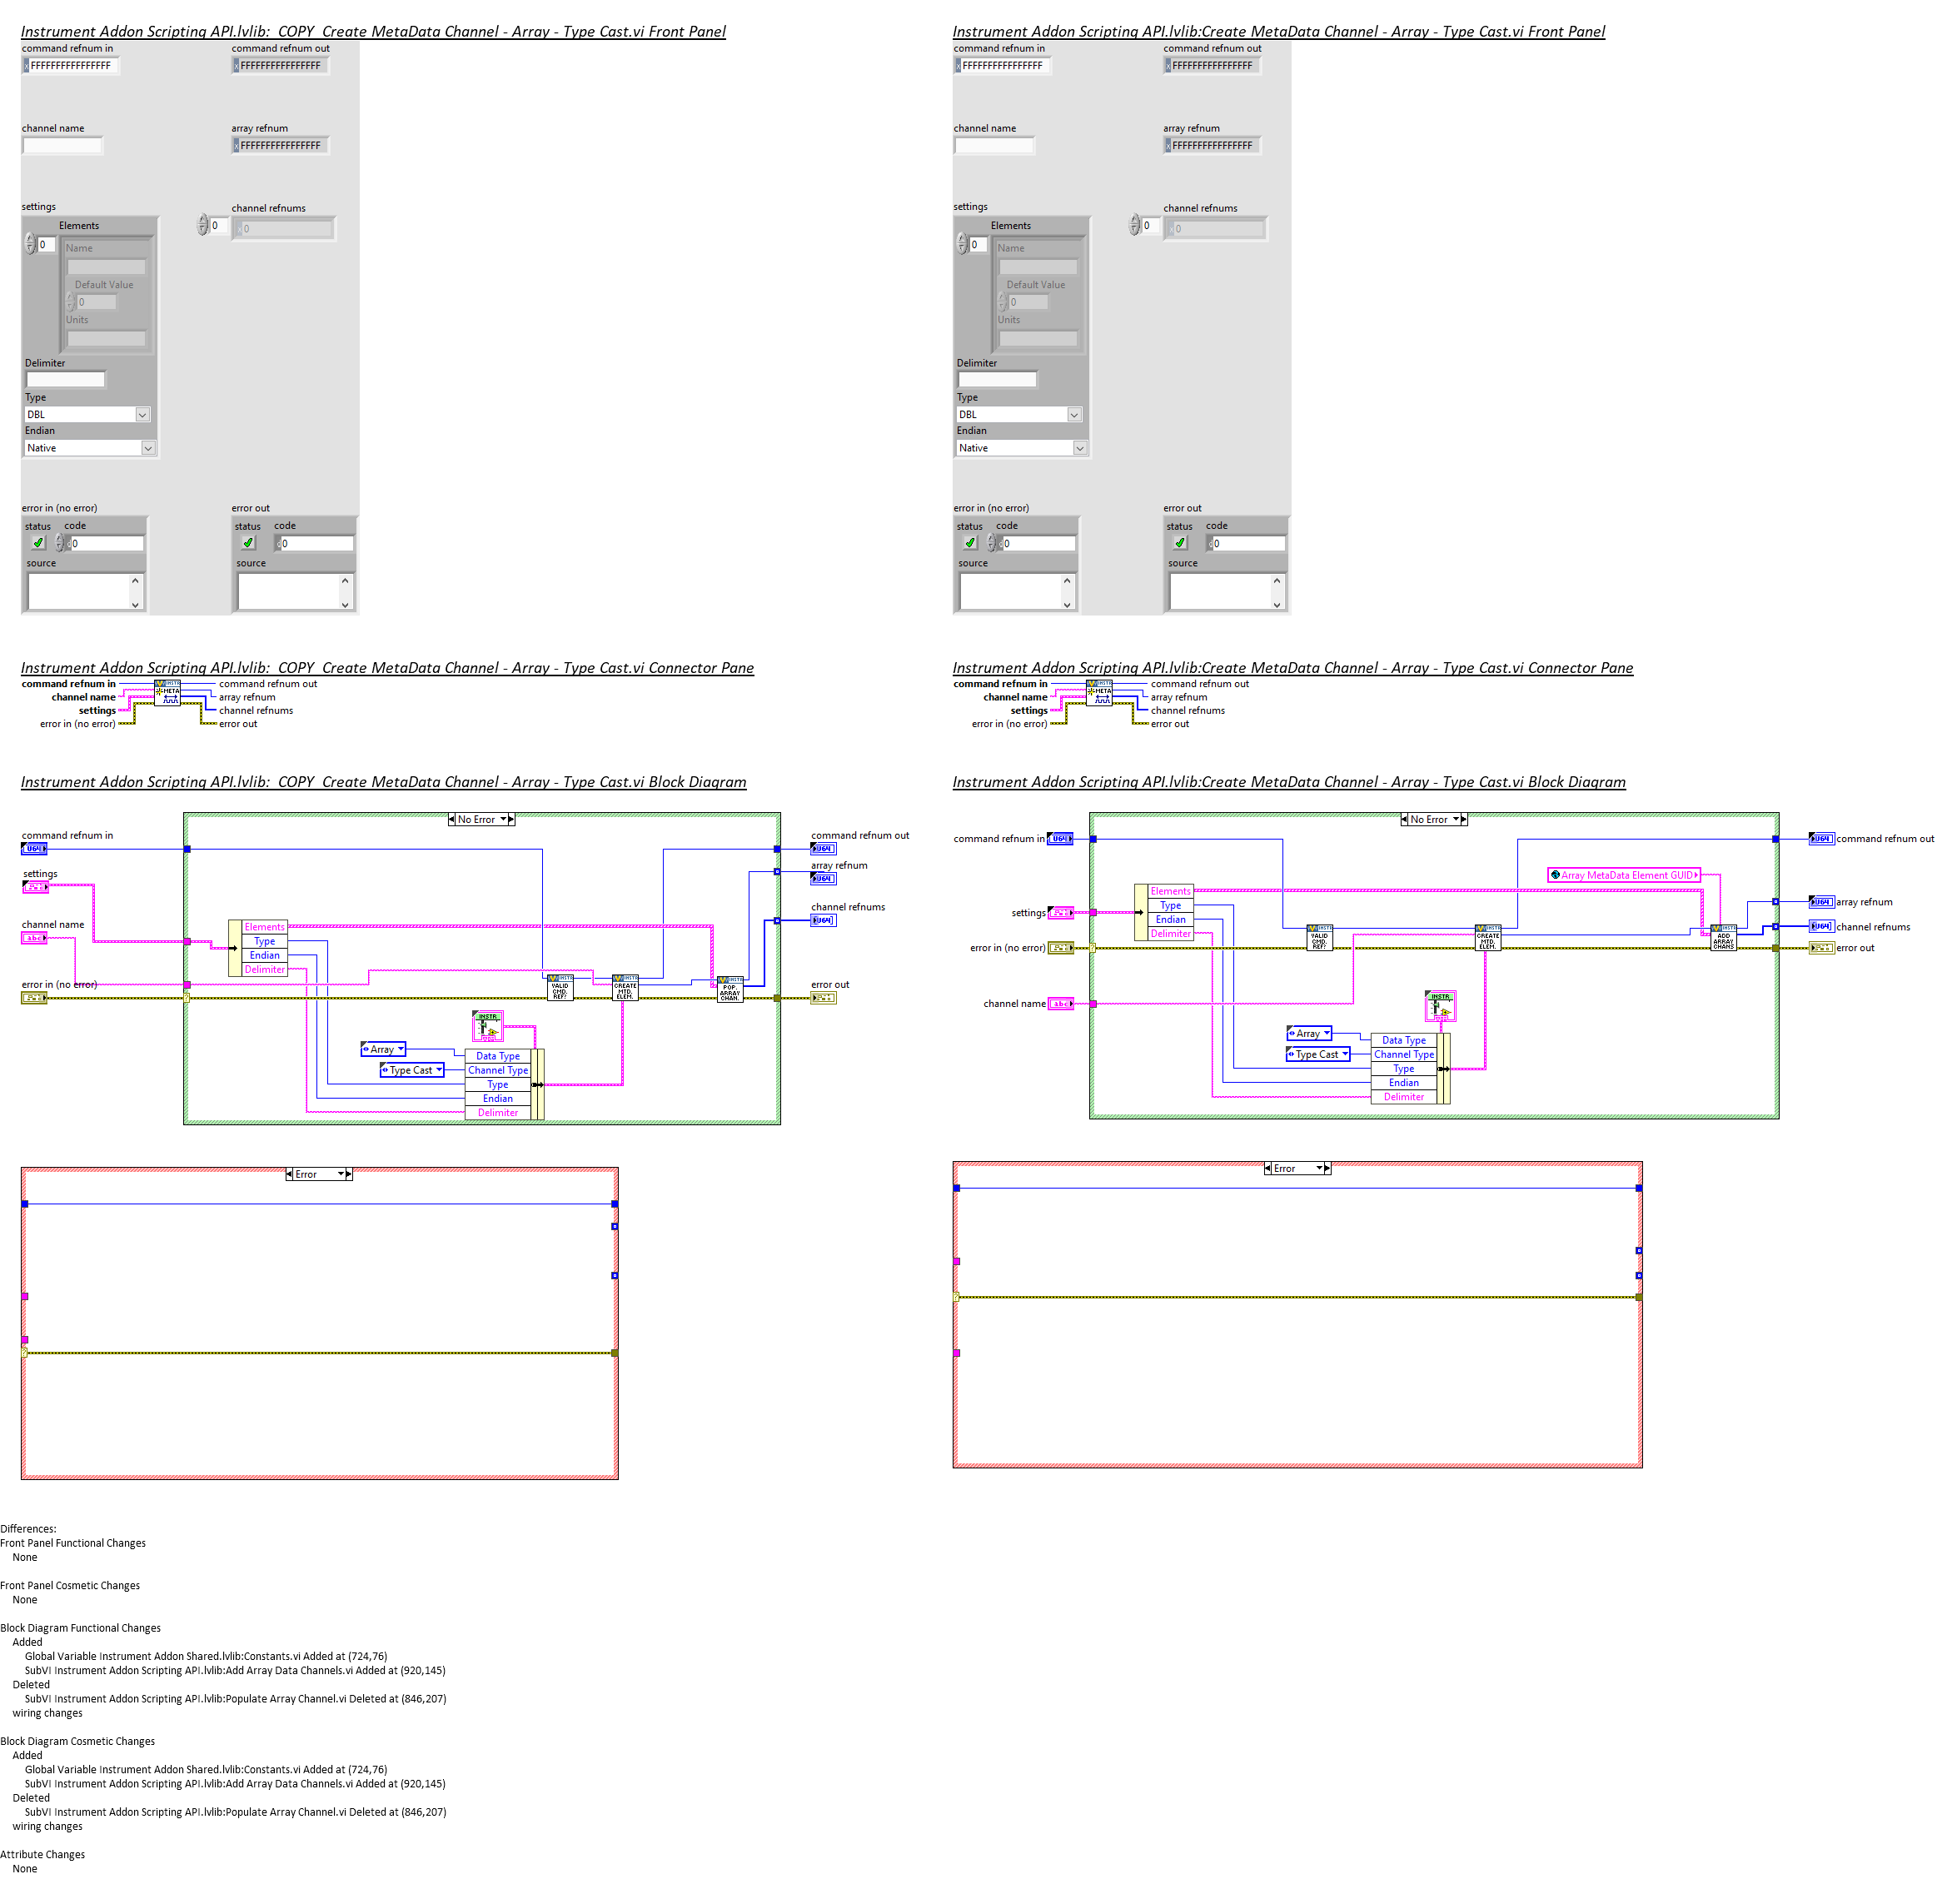 Instrument Addon Scripting API.lvlib:_COPY_Create MetaData Channel - Array - Type Cast.vi Front Panel
command refnum in
command refnum out
x FFFFFFFFFFFFFFFF
x FFFFFFFFFFFFFFFF
channel name
array refnum
x FFFFFFFFFFFFFFFF
settings
channel refnums
0
x 0
Elements
0
Name
Default Value
0
Units
Delimiter
Type
DBL
Endian
Native
error in (no error)
error out
status code
status code
0
0
source
source
Instrument Addon Scripting API.lvlib:Create MetaData Channel - Array - Type Cast.vi Front Panel
command refnum in
command refnum out
x FFFFFFFFFFFFFFFF
x FFFFFFFFFFFFFFFF
channel name
array refnum
x FFFFFFFFFFFFFFFF
settings
channel refnums
0
x 0
Elements
0
Name
Default Value
0
Units
Delimiter
Type
DBL
Endian
Native
error in (no error)
error out
status code
status code
0
0
source
source
Instrument Addon Scripting API.lvlib:_COPY_Create MetaData Channel - Array - Type Cast.vi Connector Pane
command refnum in
channel name
settings
error in (no error)
INSTR
META
command refnum out
array refnum
channel refnums
error out
Instrument Addon Scripting API.lvlib:Create MetaData Channel - Array - Type Cast.vi Connector Pane
command refnum in
channel name
settings
error in (no error)
INSTR
META
command refnum out
array refnum
channel refnums
error out
Instrument Addon Scripting API.lvlib:_COPY_Create MetaData Channel - Array - Type Cast.vi Block Diagram
No Error
command refnum in
U64
settings
channel name
abc
error in (no error)
Elements
Type
Endian
Delimiter
INSTR
VALID CMD. REF?
INSTR
CREATE MTD. ELEM.
INSTR
POP. ARRAY CHAN.
INSTR
Array
Type Cast
Data Type
Channel Type
Type
Endian
Delimiter
command refnum out
U64
array refnum
U64
channel refnums
[U64]
error out
Error
Instrument Addon Scripting API.lvlib:Create MetaData Channel - Array - Type Cast.vi Block Diagram
No Error
command refnum in
U64
U64
command refnum out
Array MetaData Element GUID
Elements
Type
Endian
Delimiter
settings
error in (no error)
channel name
abc
INSTR
VALID CMD. REF?
INSTR
CREATE MTD. ELEM.
INSTR
ADD ARRAY CHANS
U64
array refnum
[U64]
channel refnums
error out
INSTR
Array
Type Cast
Data Type
Channel Type
Type
Endian
Delimiter
Error
Differences:
Front Panel Functional Changes
None
Front Panel Cosmetic Changes
None
Block Diagram Functional Changes
Added
Global Variable Instrument Addon Shared.lvlib:Constants.vi Added at (724,76)
SubVI Instrument Addon Scripting API.lvlib:Add Array Data Channels.vi Added at (920,145)
Deleted
SubVI Instrument Addon Scripting API.lvlib:Populate Array Channel.vi Deleted at (846,207)
wiring changes
Block Diagram Cosmetic Changes
Added
Global Variable Instrument Addon Shared.lvlib:Constants.vi Added at (724,76)
SubVI Instrument Addon Scripting API.lvlib:Add Array Data Channels.vi Added at (920,145)
Deleted
SubVI Instrument Addon Scripting API.lvlib:Populate Array Channel.vi Deleted at (846,207)
wiring changes
Attribute Changes
None